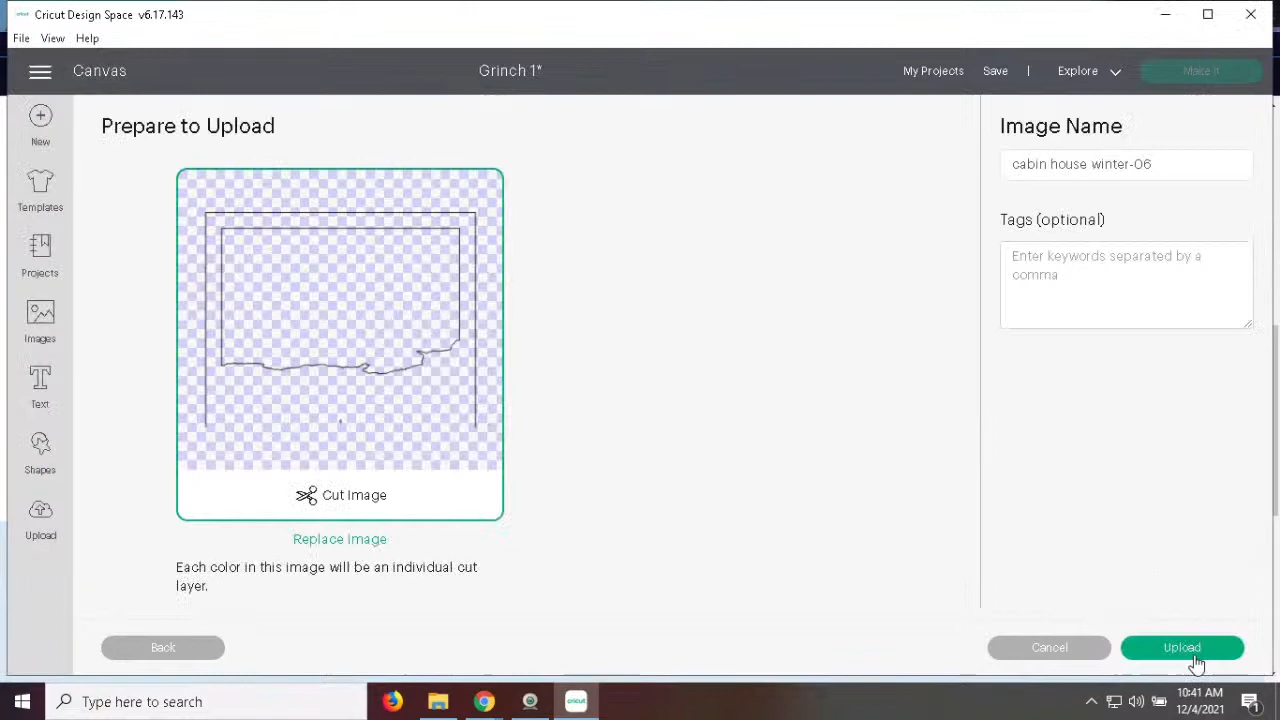 cricut Cricut Design Space v6.17.143
File View Help
Canvas Grinch 1* My Projects Save | Explore Make It
New
Templates
Projects
Images
Text
Shapes
Upload
Prepare to Upload
Cut Image
Replace Image
Each color in this image will be an individual cut
layer.
Image Name
cabin house winter-06
Tags (optional)
Enter keywords separated by a
comma
Back Cancel Upload
Type here to search
cricut
10:41 AM
12/4/2021
1